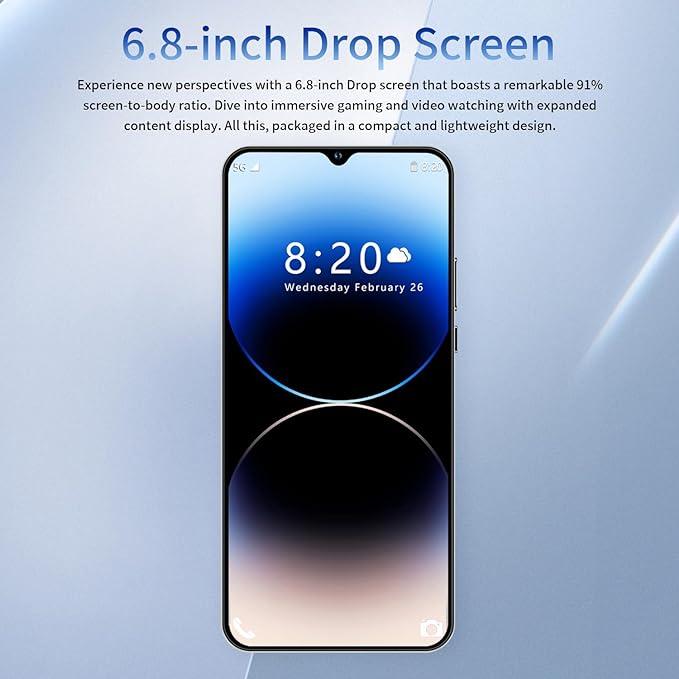 6.8-inch Drop Screen
Experience new perspectives with a 6.8-inch Drop screen that boasts a remarkable 91%
screen-to-body ratio. Dive into immersive gaming and video watching with expanded
content display. All this, packaged in a compact and lightweight design.
5G 8:20
8:20
Wednesday February 26